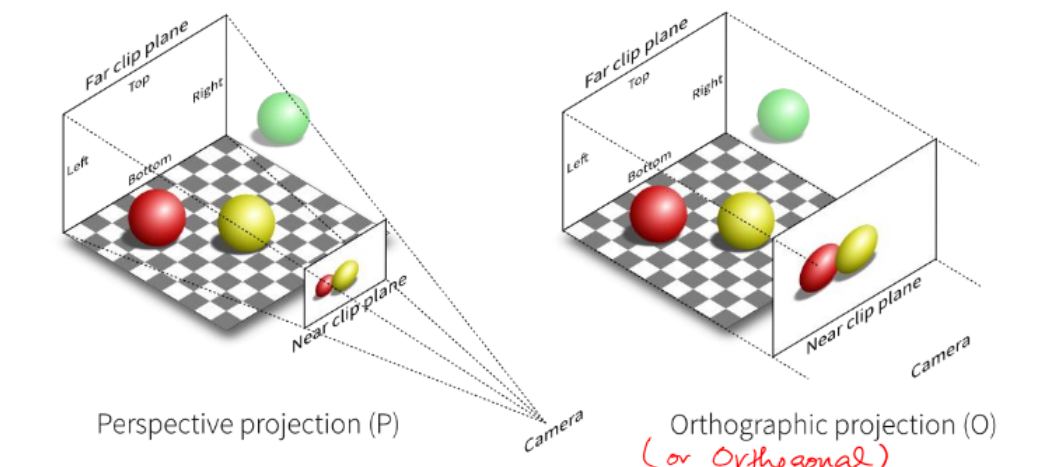 Far clip plane
Top
Right
Left
Bottom
Near clip plane
Camera
Perspective projection (P)
Far clip plane
Top
Right
Left
Bottom
Near clip plane
Camera
Orthographic projection (O)
(or Orthogonal)